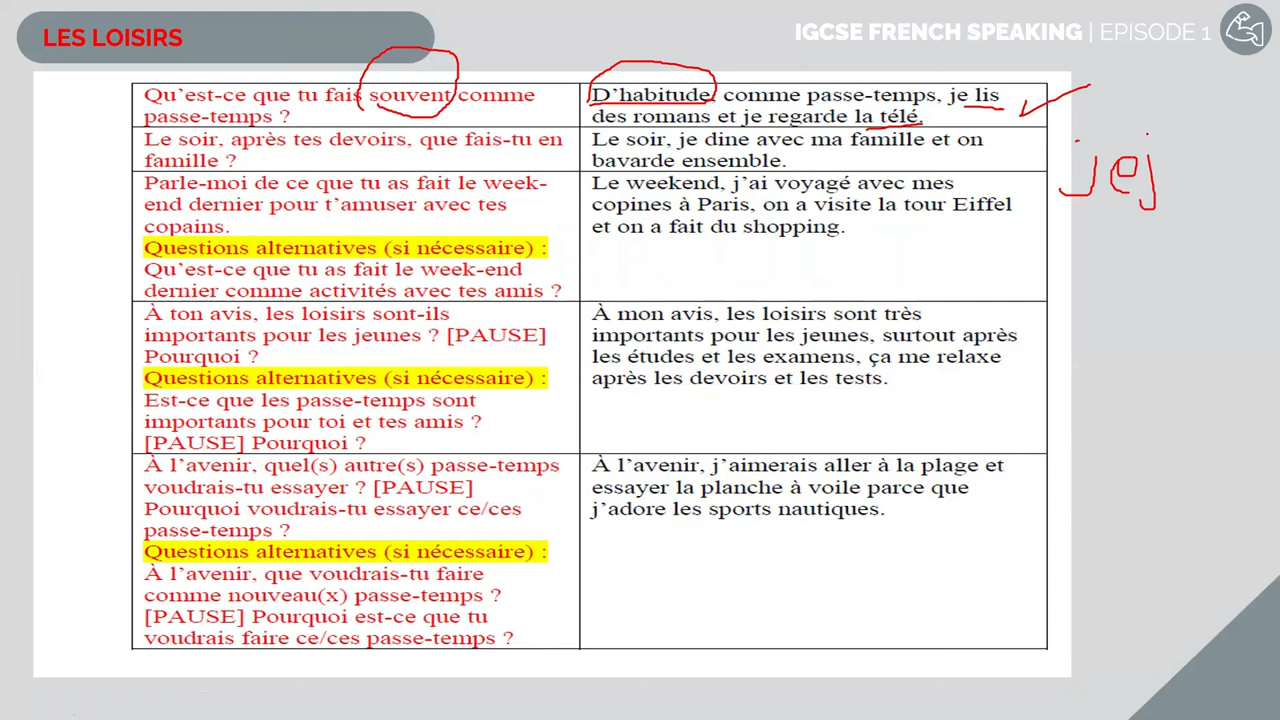 LES LOISIRS
IGCSE FRENCH SPEAKING | EPISODE 1
Qu’est-ce que tu fais souvent comme
passe-temps ?
D’habitude, comme passe-temps, je lis
des romans et je regarde la télé.
Le soir, après tes devoirs, que fais-tu en
famille ?
Le soir, je dine avec ma famille et on
bavarde ensemble.
Parle-moi de ce que tu as fait le week-
end dernier pour t’amuser avec tes
copains.
Questions alternatives (si nécessaire) :
Qu’est-ce que tu as fait le week-end
dernier comme activités avec tes amis ?
Le weekend, j’ai voyagé avec mes
copines à Paris, on a visite la tour Eiffel
et on a fait du shopping.
À ton avis, les loisirs sont-ils
importants pour les jeunes ? [PAUSE]
Pourquoi ?
Questions alternatives (si nécessaire) :
Est-ce que les passe-temps sont
importants pour toi et tes amis ?
[PAUSE] Pourquoi ?
À mon avis, les loisirs sont très
importants pour les jeunes, surtout après
les études et les examens, ça me relaxe
après les devoirs et les tests.
À l’avenir, quel(s) autre(s) passe-temps
voudrais-tu essayer ? [PAUSE]
Pourquoi voudrais-tu essayer ce/ces
passe-temps ?
Questions alternatives (si nécessaire) :
À l’avenir, que voudrais-tu faire
comme nouveau(x) passe-temps ?
[PAUSE] Pourquoi est-ce que tu
voudrais faire ce/ces passe-temps ?
À l’avenir, j’aimerais aller à la plage et
essayer la planche à voile parce que
j’adore les sports nautiques.
jej